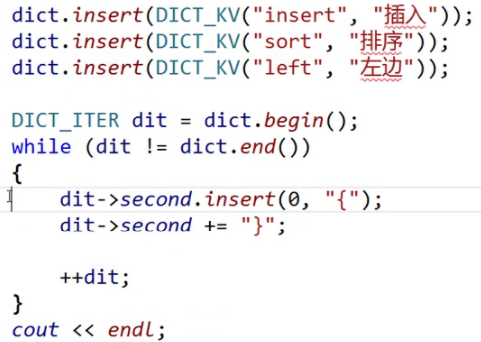 dict.insert(DICT_KV("insert", "插入"));
dict.insert(DICT_KV("sort", "排序"));
dict.insert(DICT_KV("left", "左边"));
DICT_ITER dit = dict.begin();
while (dit != dict.end())
{
dit->second.insert(0, "{");
dit->second += "}";
++dit;
}
cout << endl;